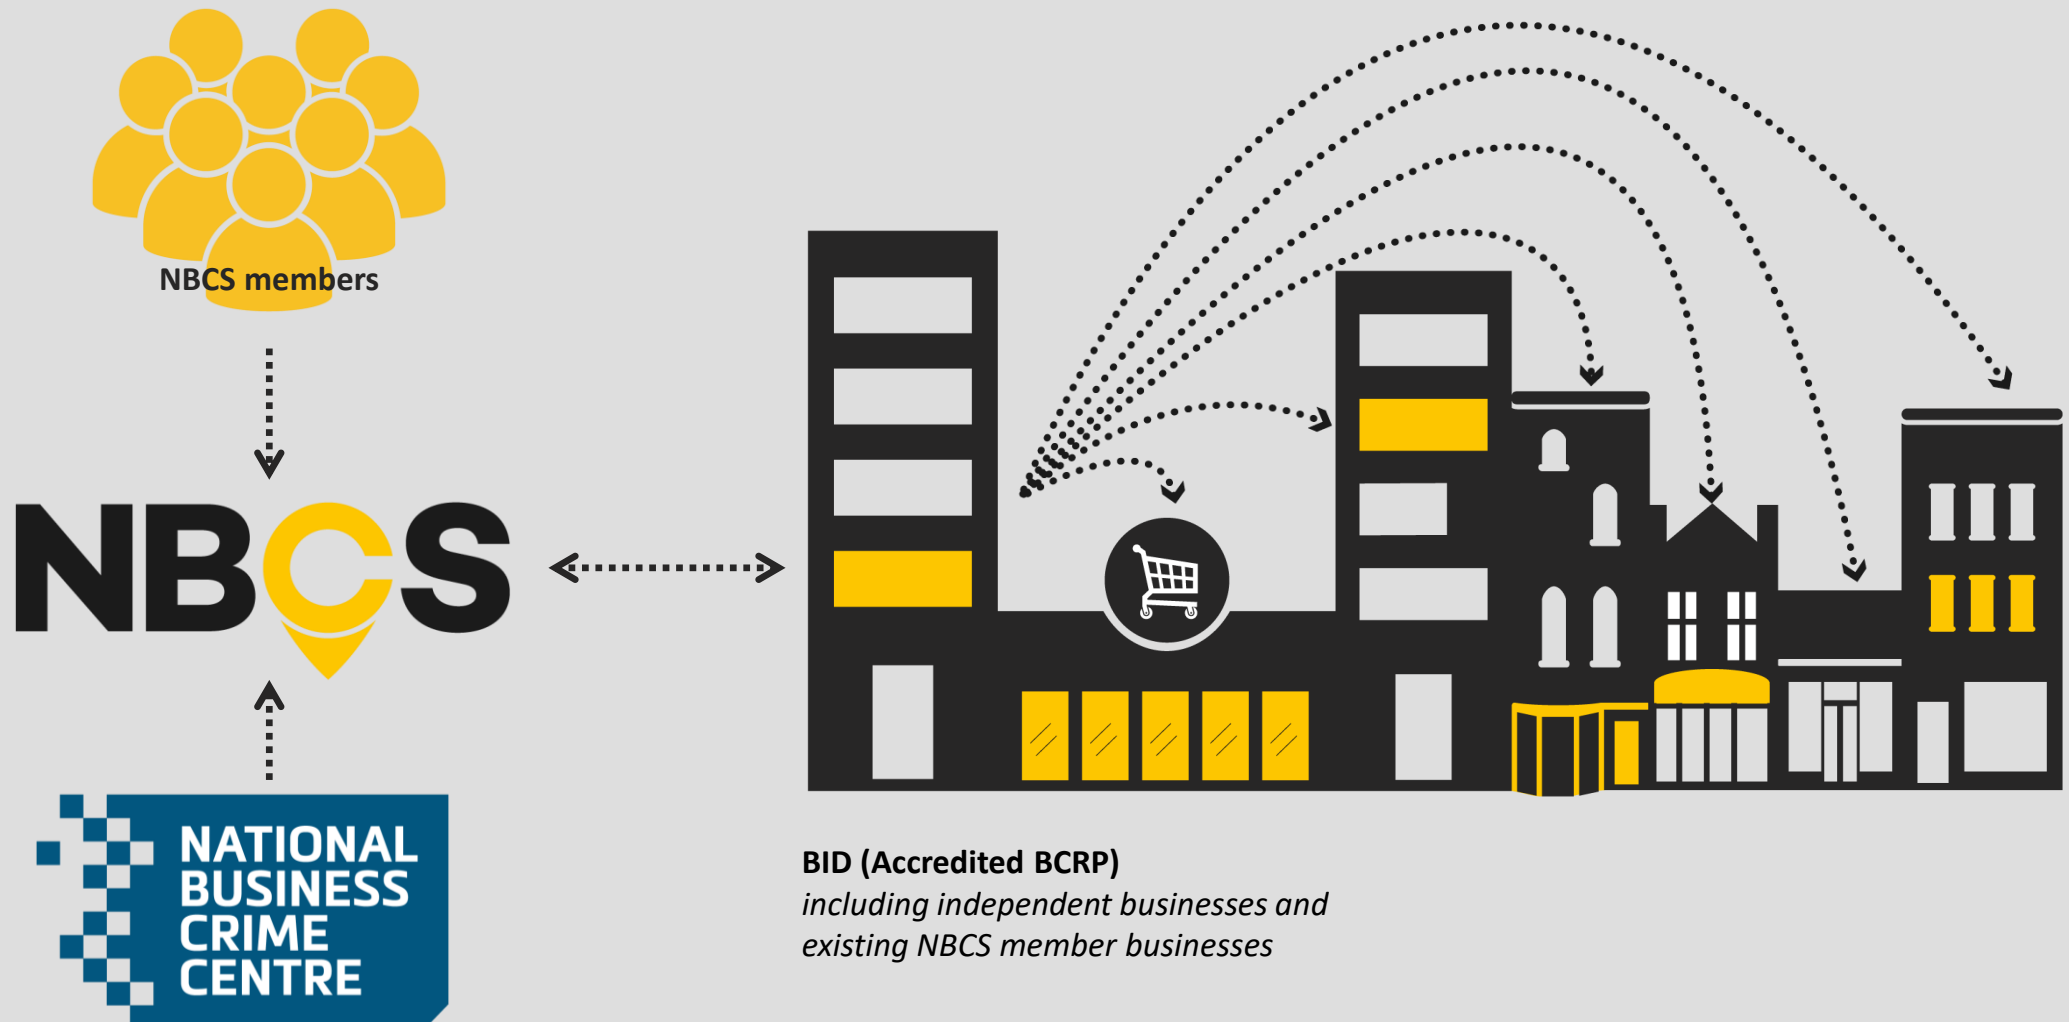 NBCS members
NBCS
NATIONAL
BUSINESS
CRIME
CENTRE
BID (Accredited BCRP)
including independent businesses and
existing NBCS member businesses